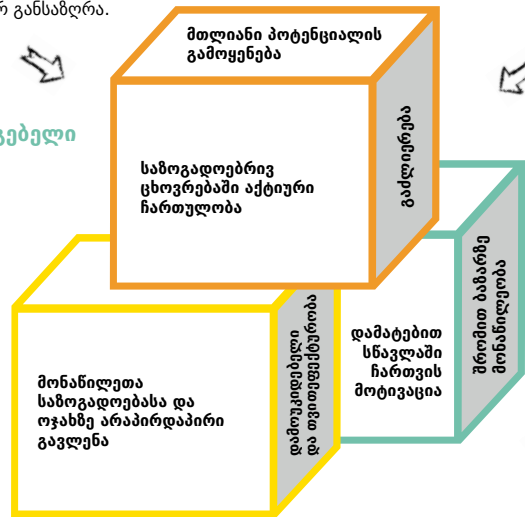 განსაზღრა.
მთლიანი პოტენციალის
გამოყენება
გაძლიერება
საზოგადოებრივ
ცხოვრებაში აქტიური
ჩართულობა
შრომით ბაზარზე
მონაწილეობა
დამატებით
სწავლაში
ჩართვის
მოტივაცია
დამოუკიდებელი
და თვითეფექტურობა
მონაწილეთა
საზოგადოებასა და
ოჯახზე არაპირდაპირი
გავლენა